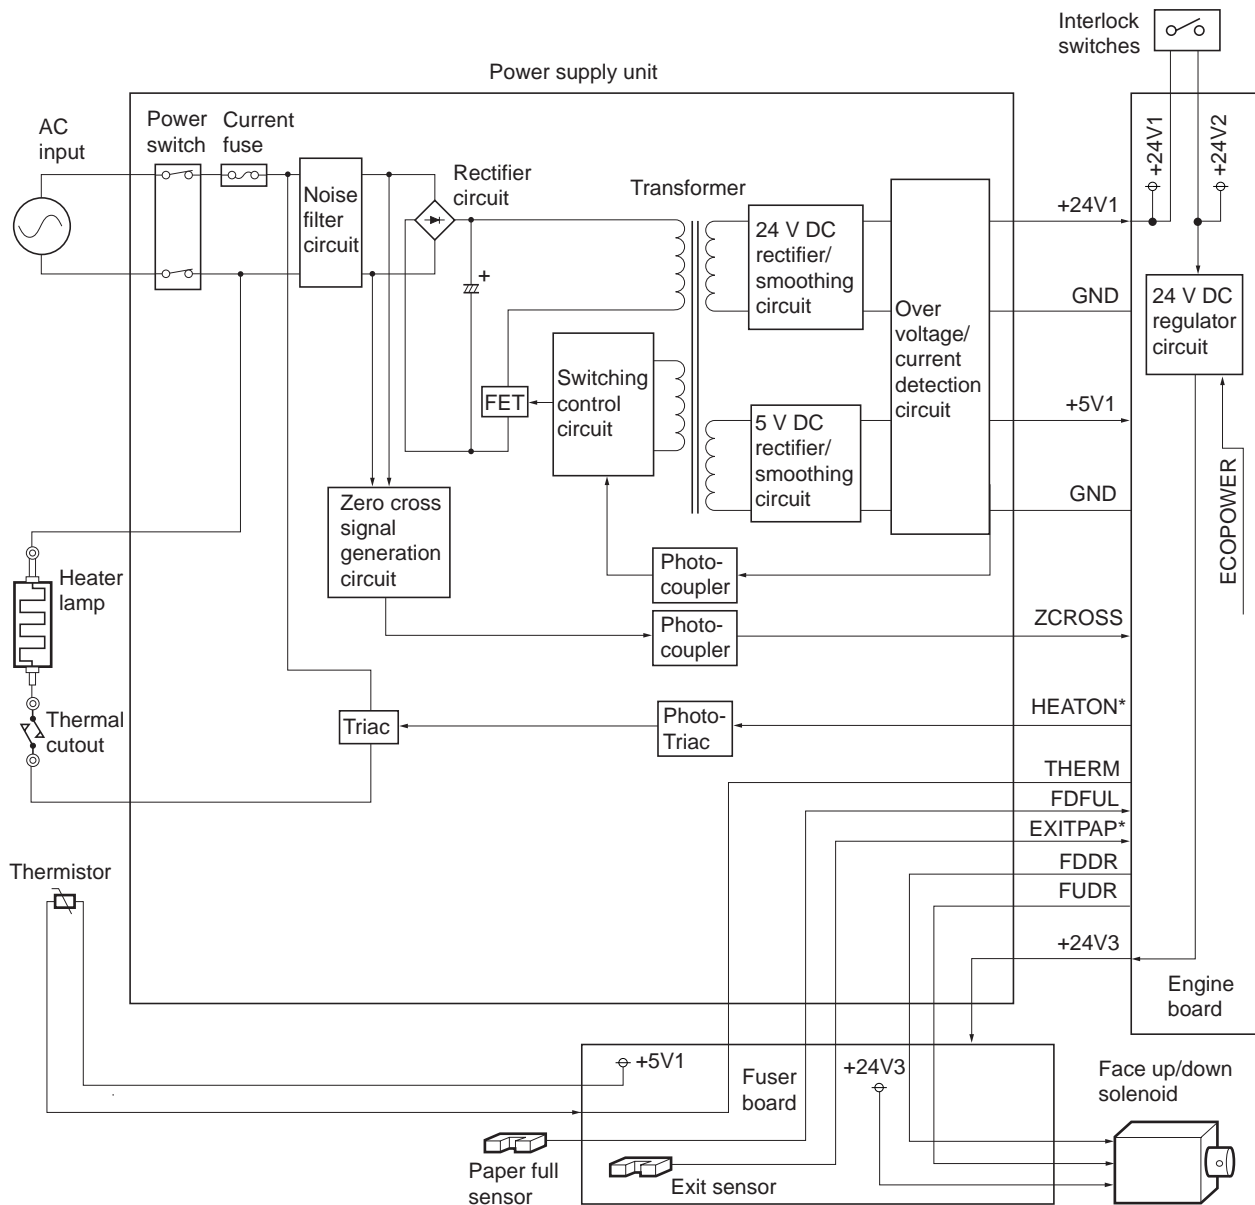 Interlock
switches
Power supply unit
AC
input
Power
switch
Current
fuse
Noise
filter
circuit
Rectifier
circuit
Transformer
24 V DC
rectifier/
smoothing
circuit
Over
voltage/
current
detection
circuit
+24V1
+24V1
+24V2
GND
24 V DC
regulator
circuit
FET
Switching
control
circuit
5 V DC
rectifier/
smoothing
circuit
+5V1
GND
ECOPOWER
Zero cross
signal
generation
circuit
Photo-
coupler
Photo-
coupler
ZCROSS
Heater
lamp
Thermal
cutout
Triac
Photo-
Triac
HEATON*
THERM
FDFUL
EXITPAP*
FDDR
FUDR
+24V3
Thermistor
Engine
board
+5V1
Fuser
board
+24V3
Face up/down
solenoid
Paper full
sensor
Exit sensor